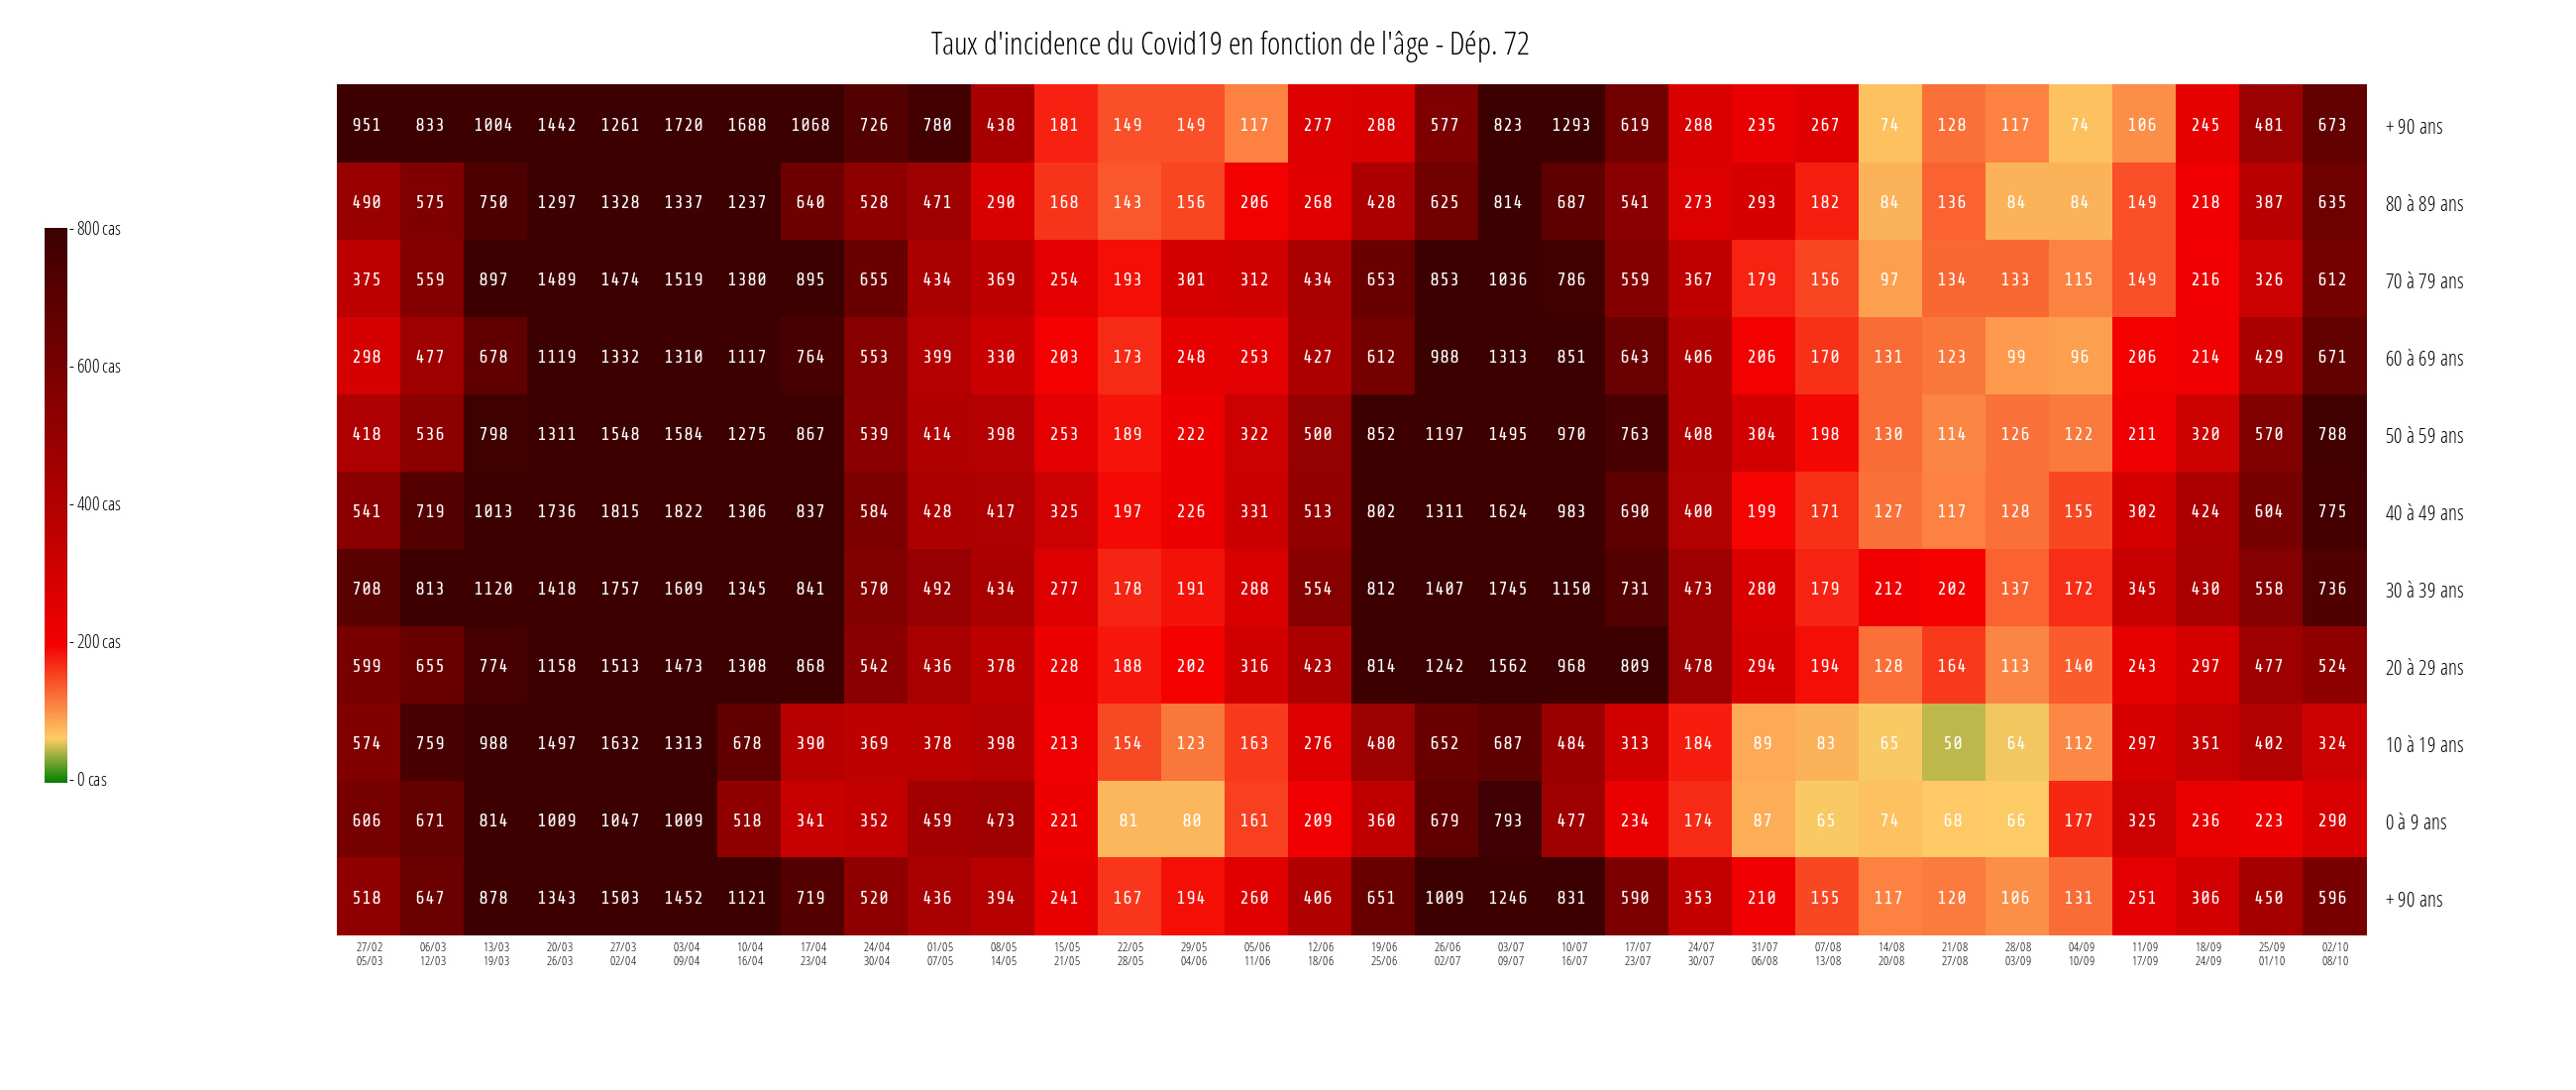 Taux d'incidence du Covid19 en fonction de l'âge - Dép. 72
951 833 1004 1442 1261 1720 1688 1068 726 780 438 181 149 149 117 277 288 577 823 1293 619 288 235 267 74 128 117 74 106 245 481 673 + 90 ans
490 575 750 1297 1328 1337 1237 640 528 471 290 168 143 156 206 268 428 625 814 687 541 273 293 182 84 136 84 84 149 218 387 635 80 à 89 ans
- 800 cas
375 559 897 1489 1474 1519 1380 895 655 434 369 254 193 301 312 434 653 853 1036 786 559 367 179 156 97 134 133 115 149 216 326 612 70 à 79 ans
298 477 678 1119 1332 1310 1117 764 553 399 330 203 173 248 253 427 612 988 1313 851 643 406 206 170 131 123 99 96 206 214 429 671 60 à 69 ans
- 600 cas
418 536 798 1311 1548 1584 1275 867 539 414 398 253 189 222 322 500 852 1197 1495 970 763 408 304 198 130 114 126 122 211 320 570 788 50 à 59 ans
- 400 cas
541 719 1013 1736 1815 1822 1306 837 584 428 417 325 197 226 331 513 802 1311 1624 983 690 400 199 171 127 117 128 155 302 424 604 775 40 à 49 ans
708 813 1120 1418 1757 1609 1345 841 570 492 434 277 178 191 288 554 812 1407 1745 1150 731 473 280 179 212 202 137 172 345 430 558 736 30 à 39 ans
- 200 cas
599 655 774 1158 1513 1473 1308 868 542 436 378 228 188 202 316 423 814 1242 1562 968 809 478 294 194 128 164 113 140 243 297 477 524 20 à 29 ans
574 759 988 1497 1632 1313 678 390 369 378 398 213 154 123 163 276 480 652 687 484 313 184 89 83 65 50 64 112 297 351 402 324 10 à 19 ans
- 0 cas
606 671 814 1009 1047 1009 518 341 352 459 473 221 81 80 161 209 360 679 793 477 234 174 87 65 74 68 66 177 325 236 223 290 0 à 9 ans
518 647 878 1343 1503 1452 1121 719 520 436 394 241 167 194 260 406 651 1009 1246 831 590 353 210 155 117 120 106 131 251 306 450 596 + 90 ans
27/02 06/03 13/03 20/03 27/03 03/04 10/04 17/04 24/04 01/05 08/05 15/05 22/05 29/05 05/06 12/06 19/06 26/06 03/07 10/07 17/07 24/07 31/07 07/08 14/08 21/08 28/08 04/09 11/09 18/09 25/09 02/10
05/03 12/03 19/03 26/03 02/04 09/04 16/04 23/04 30/04 07/05 14/05 21/05 28/05 04/06 11/06 18/06 25/06 02/07 09/07 16/07 23/07 30/07 06/08 13/08 20/08 27/08 03/09 10/09 17/09 24/09 01/10 08/10